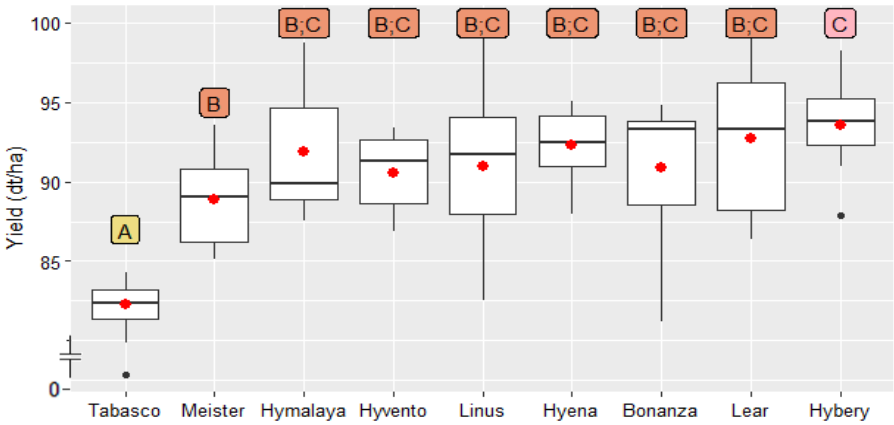 Yield (dt/ha)
100
95
90
85
0
A
B
B;C
B;C
B;C
B;C
B;C
B;C
C
Tabasco Meister Hymalaya Hyvento Linus Hyena Bonanza Lear Hybery